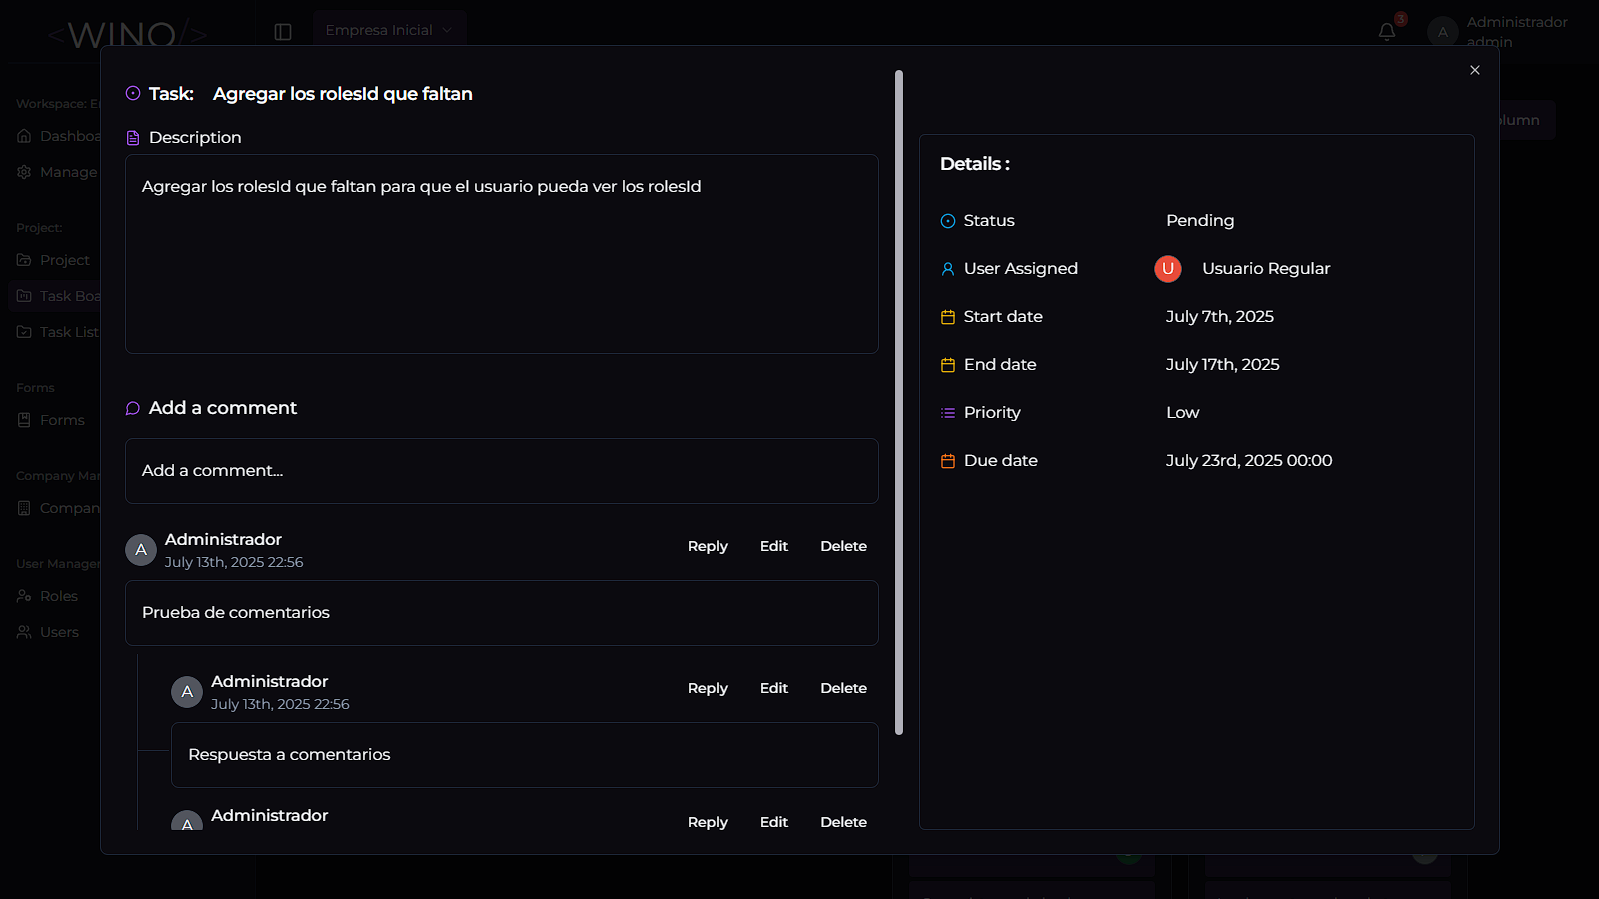 <WINO/>
Empresa Inicial
3
A
Administrador
admin
Workspace:
Dashboa
Manage
Project:
Project
Task Boa
Task List
Forms
Forms
Company Man
Compan
User Manager
Roles
Users
olumn
Task: Agregar los rolesId que faltan
Description
Agregar los rolesId que faltan para que el usuario pueda ver los rolesId
Add a comment
Add a comment...
A
Administrador
July 13th, 2025 22:56
Reply Edit Delete
Prueba de comentarios
A
Administrador
July 13th, 2025 22:56
Reply Edit Delete
Respuesta a comentarios
A
Administrador
Reply Edit Delete
Details :
Status Pending
User Assigned U Usuario Regular
Start date July 7th, 2025
End date July 17th, 2025
Priority Low
Due date July 23rd, 2025 00:00